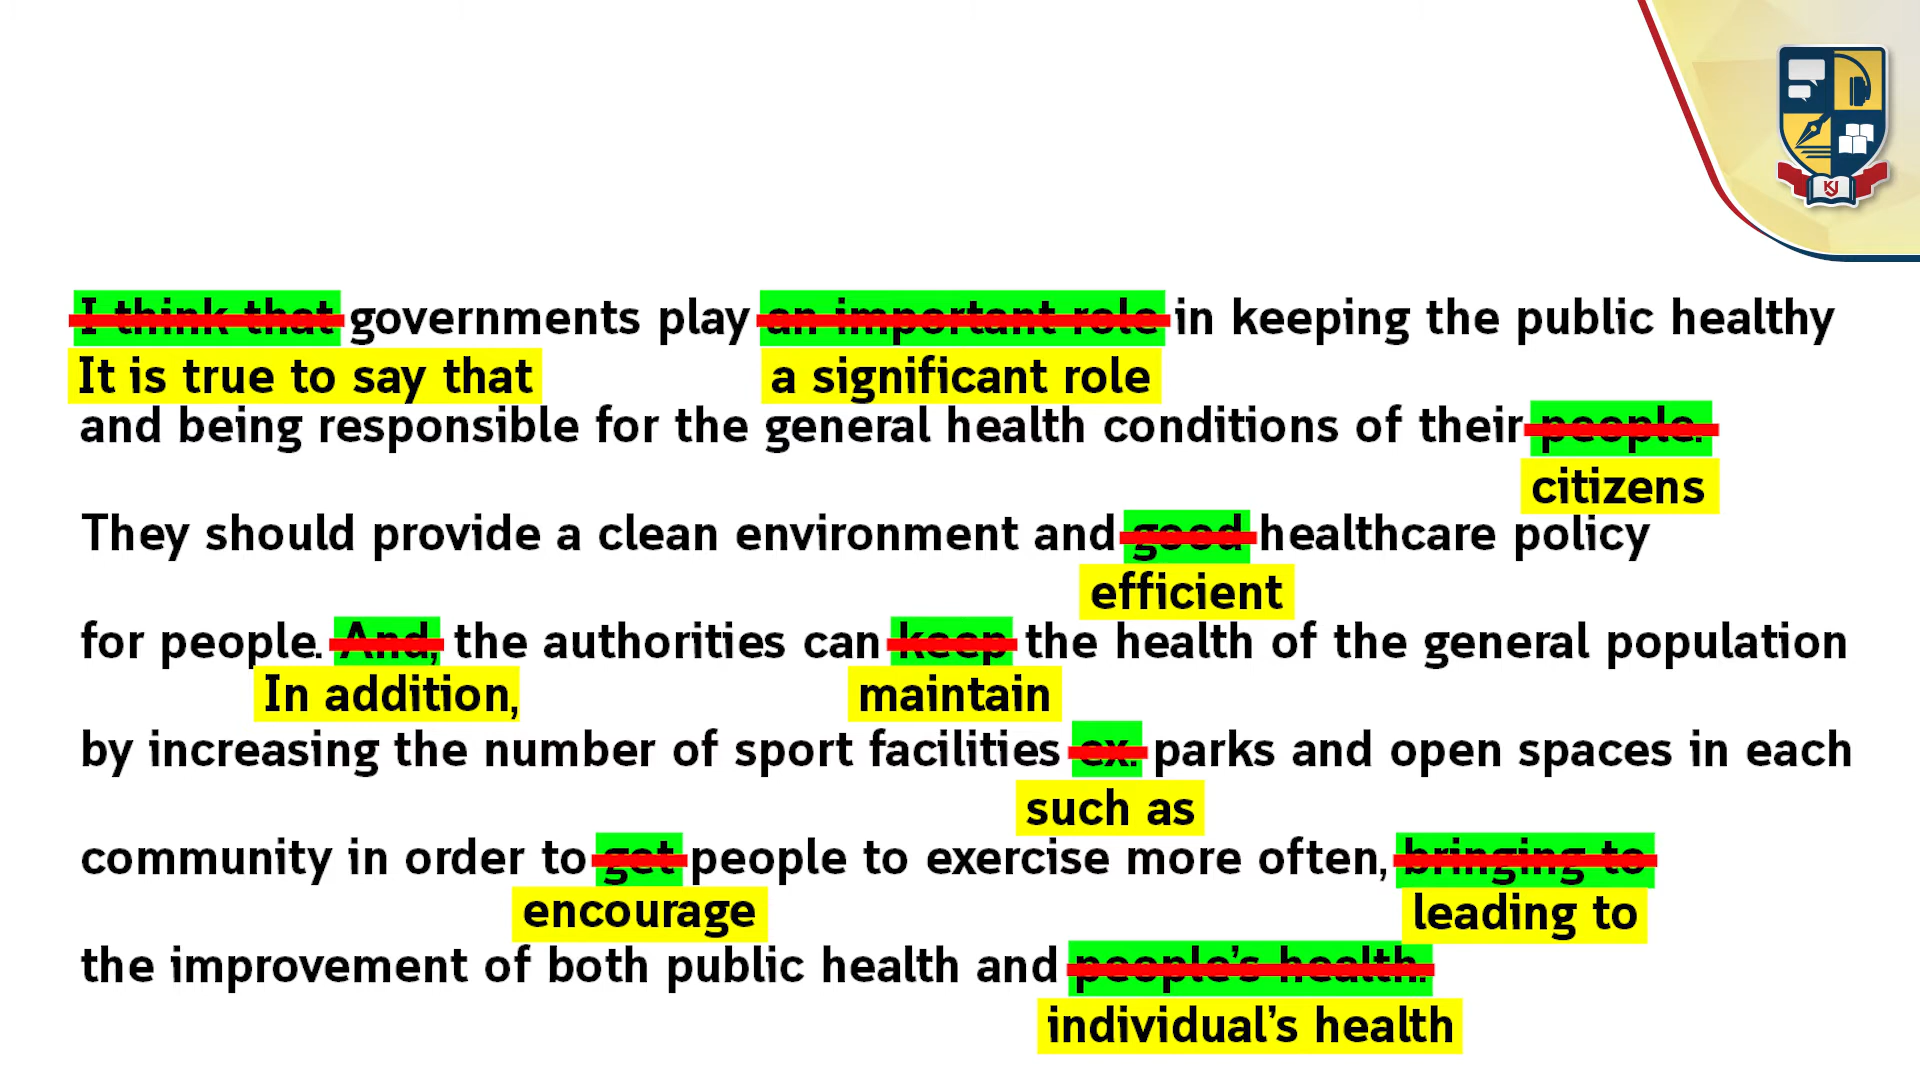 I think that governments play an important role in keeping the public healthy
It is true to say that a significant role
and being responsible for the general health conditions of their people.
citizens
They should provide a clean environment and good healthcare policy
efficient
for people. And, the authorities can keep the health of the general population
In addition, maintain
by increasing the number of sport facilities ex. parks and open spaces in each
such as
community in order to get people to exercise more often, bringing to
encourage leading to
the improvement of both public health and people's health.
individual's health
KJ